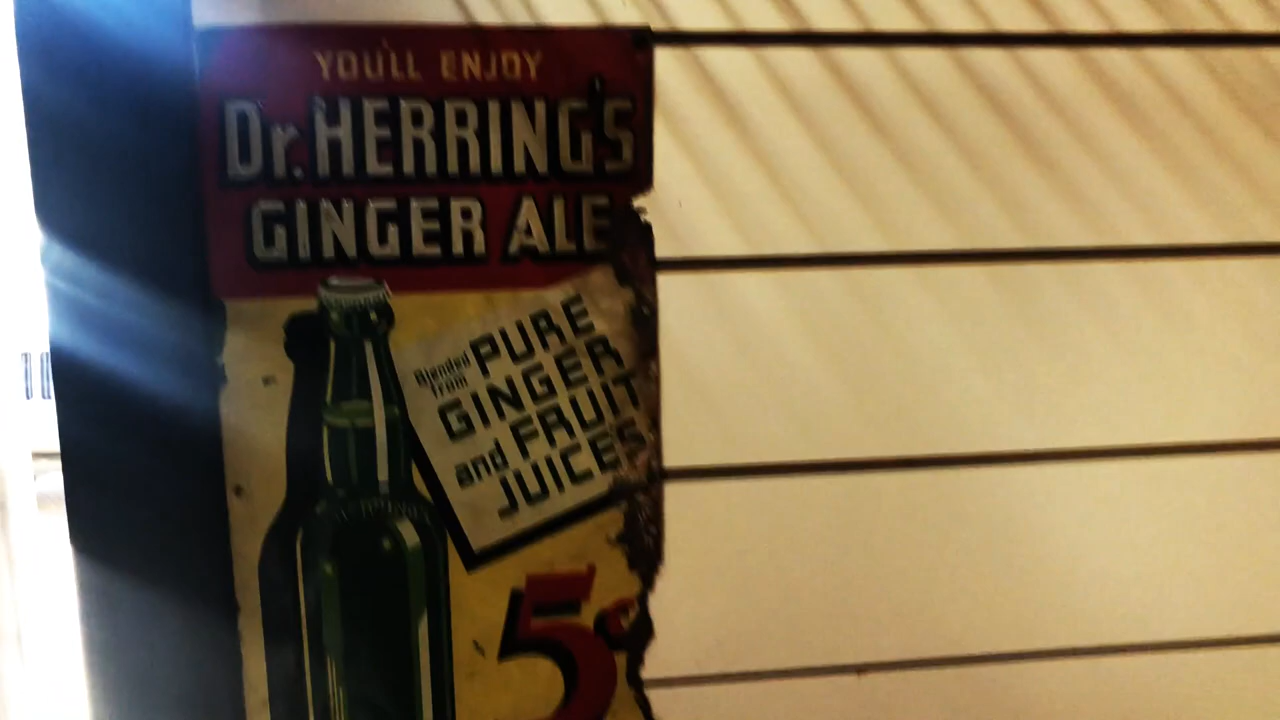 YOU'LL ENJOY
Dr. HERRING'S
GINGER ALE
Blended
from
PURE
GINGER
and FRUIT
JUICES
5¢